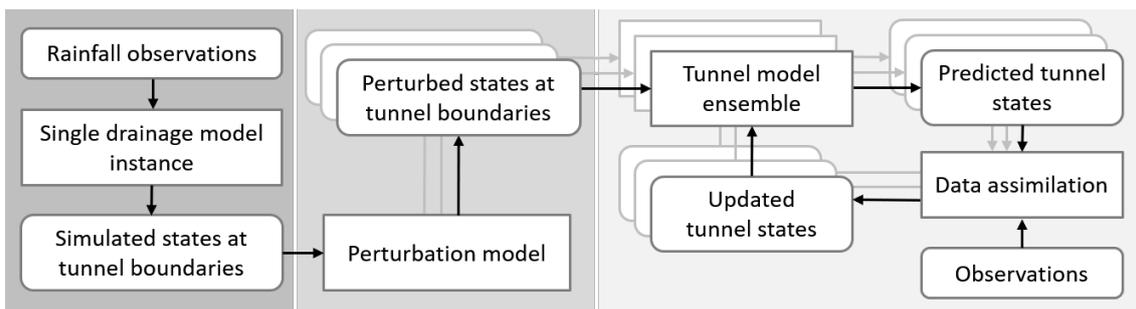 Rainfall observations
Single drainage model
instance
Simulated states at
tunnel boundaries
Perturbed states at
tunnel boundaries
Perturbation model
Tunnel model
ensemble
Predicted tunnel
states
Data assimilation
Updated
tunnel states
Observations